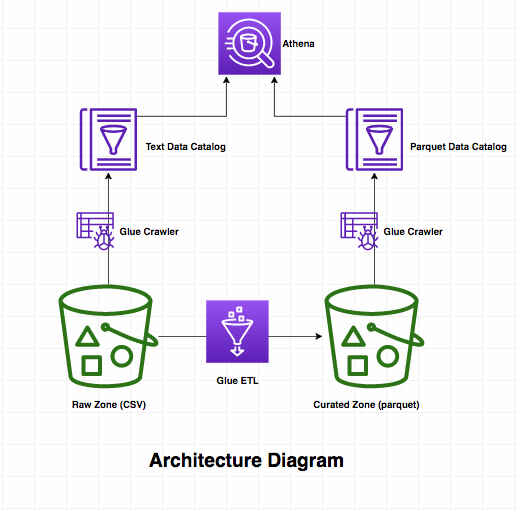 Athena
Text Data Catalog
Parquet Data Catalog
Glue Crawler
Glue Crawler
Glue ETL
Raw Zone (CSV)
Curated Zone (parquet)
Architecture Diagram